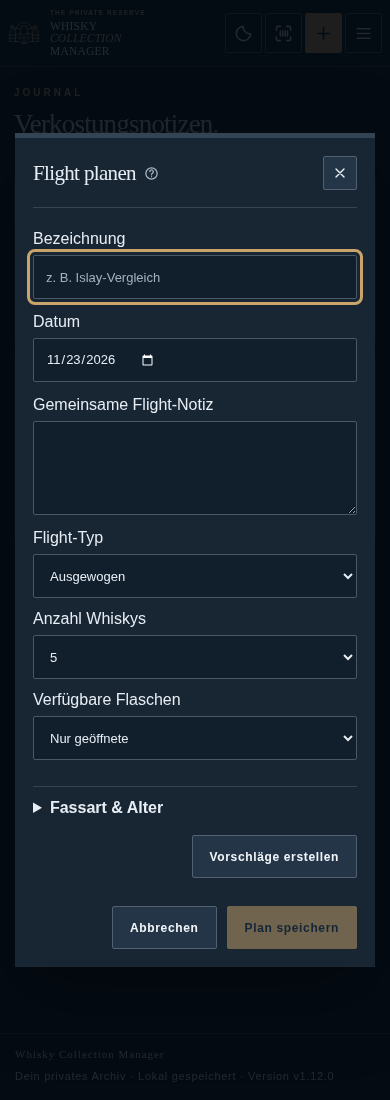 THE PRIVATE RESERVE
WHISKY
COLLECTION
MANAGER
JOURNAL
Verkostungsnotizen.
Flight planen
Bezeichnung
z. B. Islay-Vergleich
Datum
11/23/2026
Gemeinsame Flight-Notiz
Flight-Typ
Ausgewogen
Anzahl Whiskys
5
Verfügbare Flaschen
Nur geöffnete
Fassart & Alter
Vorschläge erstellen
Abbrechen
Plan speichern
Whisky Collection Manager
Dein privates Archiv · Lokal gespeichert · Version v1.12.0